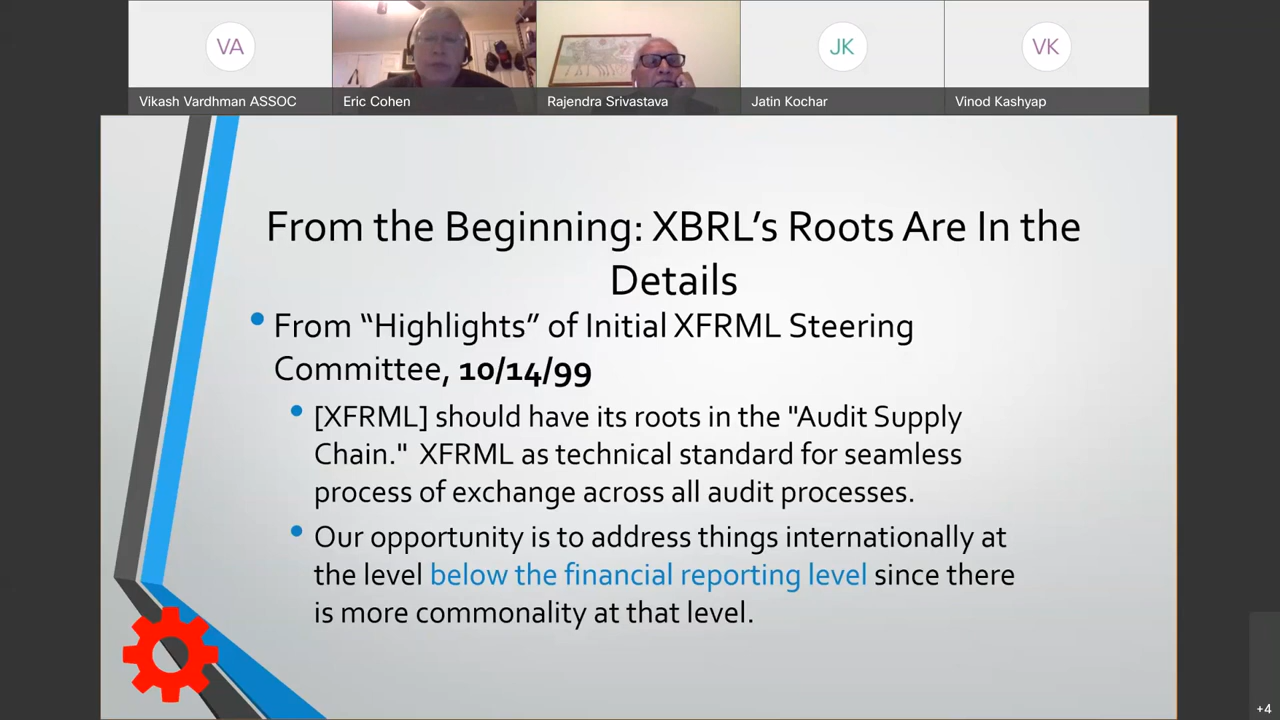 VA
JK
VK
Vikash Vardhman ASSOC
Eric Cohen
Rajendra Srivastava
Jatin Kochar
Vinod Kashyap
From the Beginning: XBRL’s Roots Are In the
Details
• From “Highlights” of Initial XFRML Steering
Committee, 10/14/99
• [XFRML] should have its roots in the "Audit Supply
Chain." XFRML as technical standard for seamless
process of exchange across all audit processes.
• Our opportunity is to address things internationally at
the level below the financial reporting level since there
is more commonality at that level.
+4